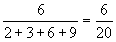 6/(2 + 3 + 6 + 9) = 6/20